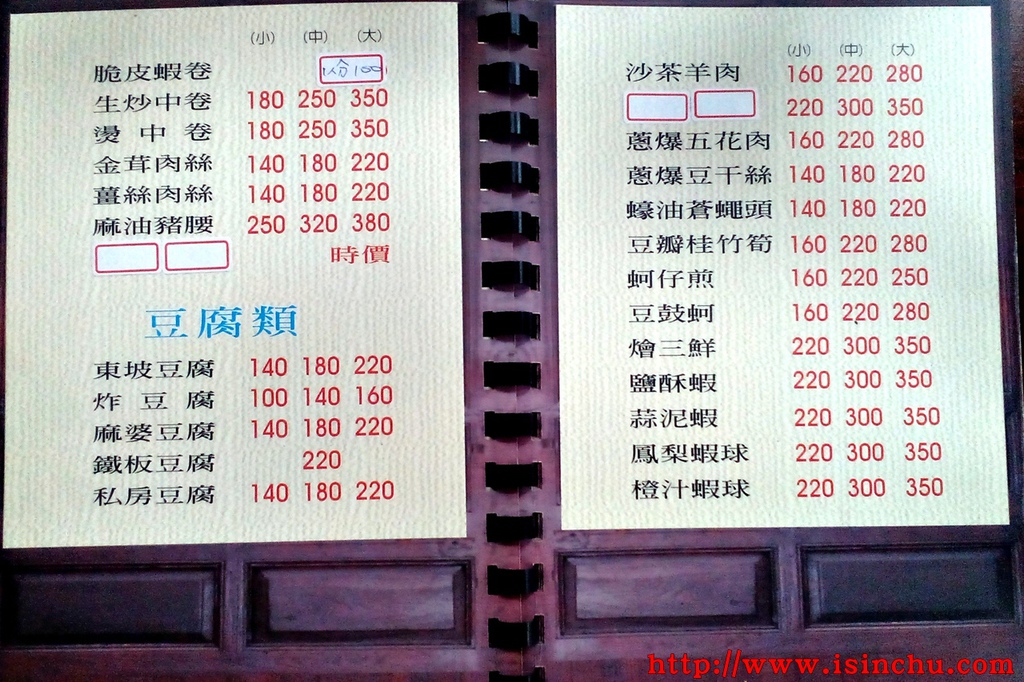 (小) (中) (大)
脆皮蝦卷 1份100
生炒中卷 180 250 350
燙中卷 180 250 350
金茸肉絲 140 180 220
薑絲肉絲 140 180 220
麻油豬腰 250 320 380
時價
豆腐類
東坡豆腐 140 180 220
炸豆腐 100 140 160
麻婆豆腐 140 180 220
鐵板豆腐 220
私房豆腐 140 180 220
(小) (中) (大)
沙茶羊肉 160 220 280
220 300 350
蔥爆五花肉 160 220 280
蔥爆豆干絲 140 180 220
蠔油蒼蠅頭 140 180 220
豆瓣桂竹筍 160 220 280
蚵仔煎 160 220 250
豆鼓蚵 160 220 280
燴三鮮 220 300 350
鹽酥蝦 220 300 350
蒜泥蝦 220 300 350
鳳梨蝦球 220 300 350
橙汁蝦球 220 300 350
http://www.isinchu.com